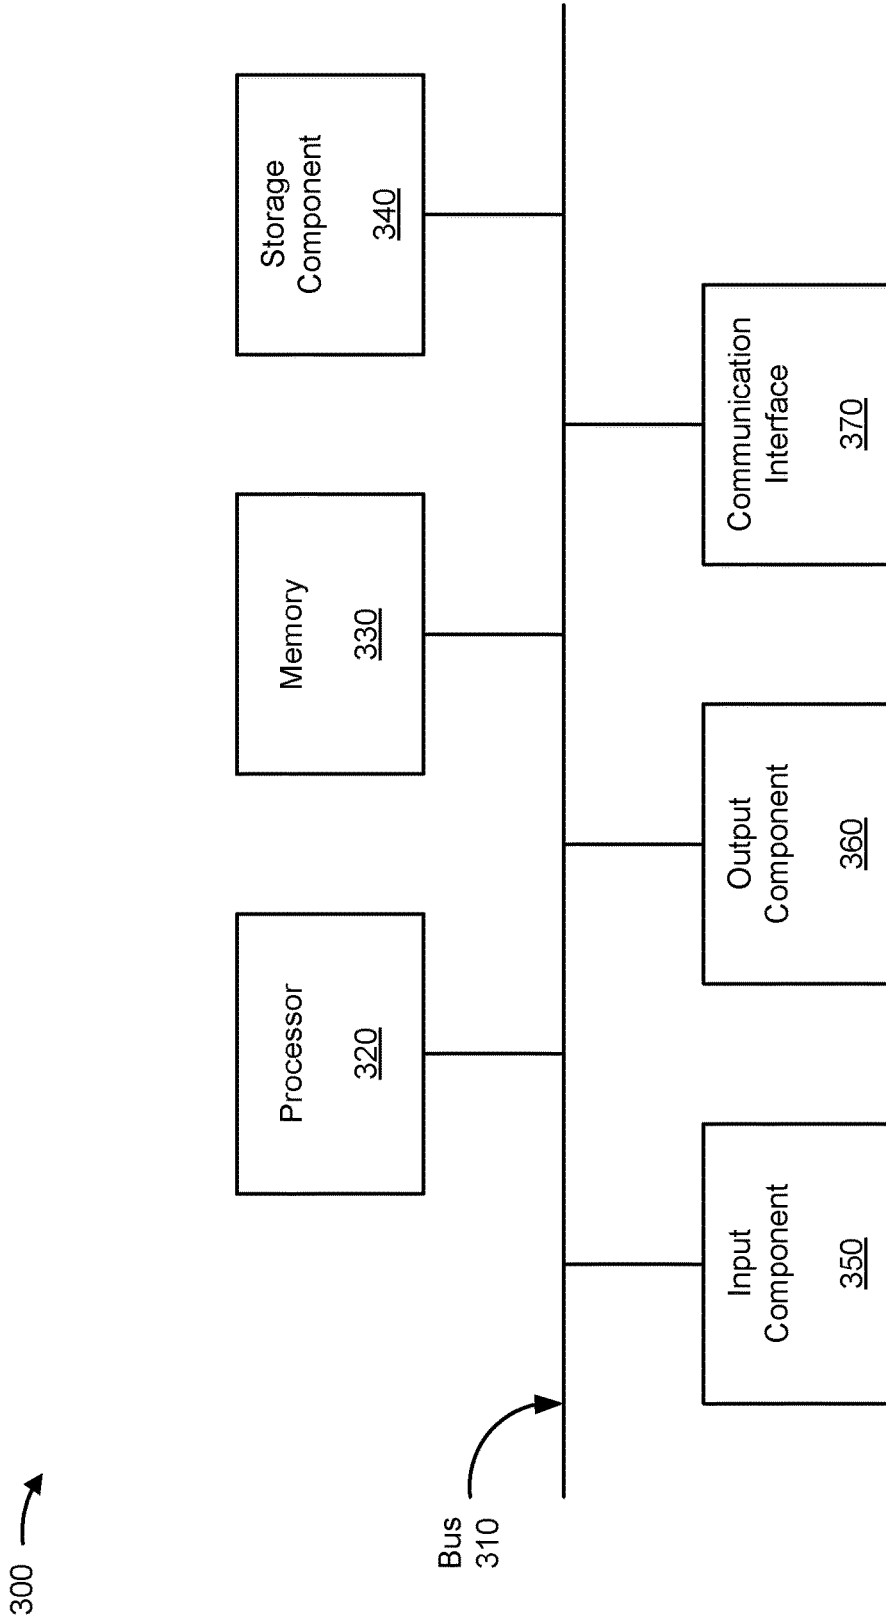 300
Bus
310
Processor
320
Memory
330
Storage
Component
340
Input
Component
350
Output
Component
360
Communication
Interface
370